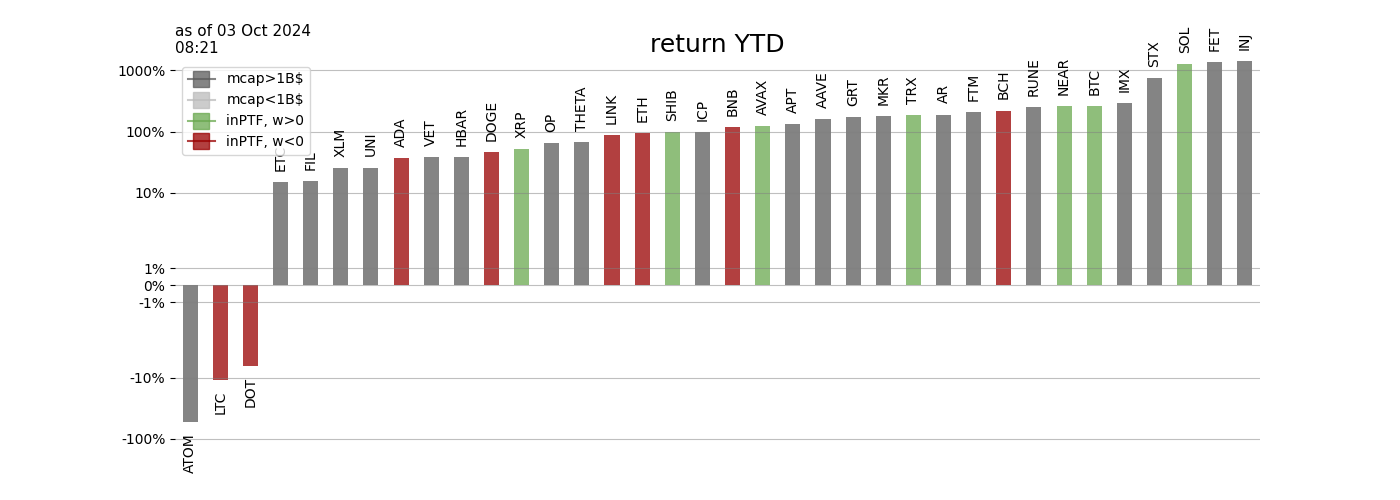 as of 03 Oct 2024
08:21
return YTD
mcap>1B$
mcap<1B$
inPTF, w>0
inPTF, w<0
1000%
100%
10%
1%
0%
-1%
-10%
-100%
ATOM
LTC
DOT
ETC
FIL
XLM
UNI
ADA
VET
HBAR
DOGE
XRP
OP
THETA
LINK
ETH
SHIB
ICP
BNB
AVAX
APT
AAVE
GRT
MKR
TRX
AR
FTM
BCH
RUNE
NEAR
BTC
IMX
STX
SOL
FET
INJ